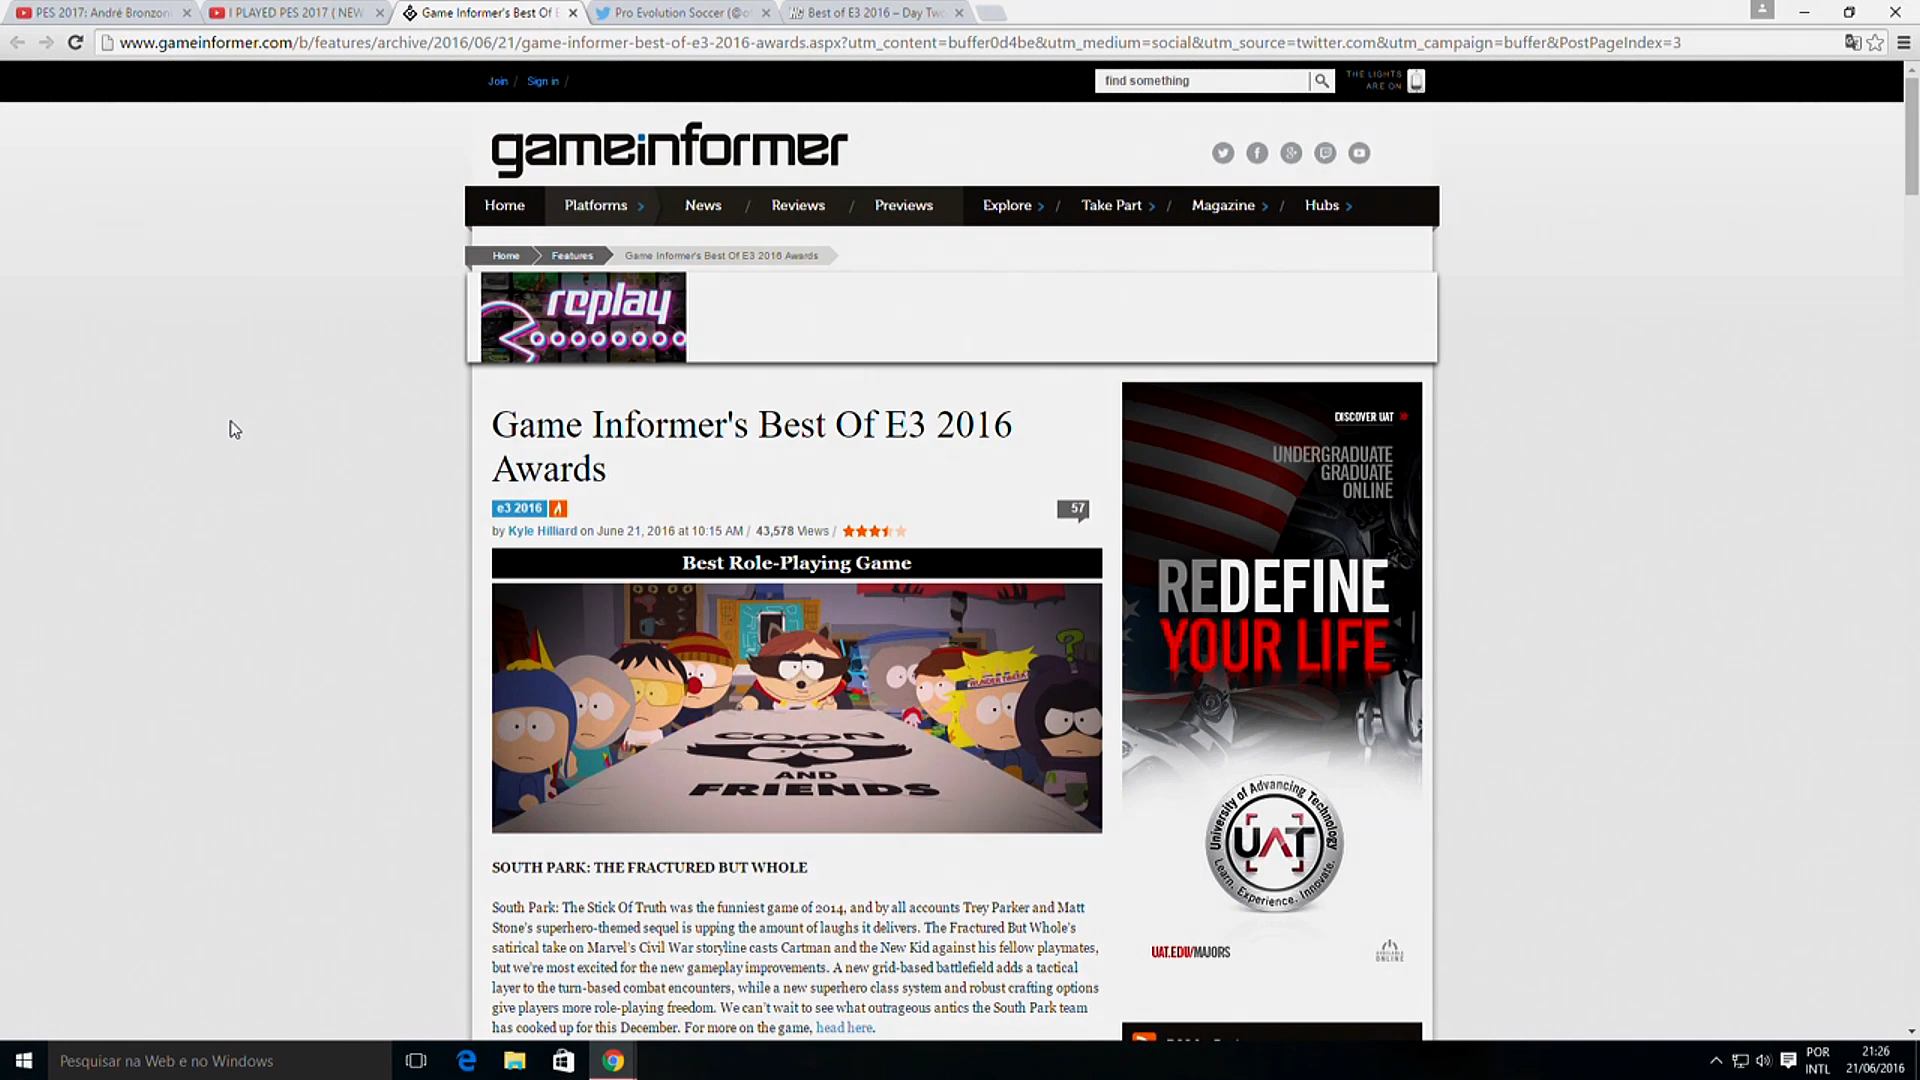 PES 2017: André Bronzon
I PLAYED PES 2017 ( NEW
Game Informer's Best Of E
Pro Evolution Soccer (@o
Best of E3 2016 – Day Two
www.gameinformer.com/b/features/archive/2016/06/21/game-informer-best-of-e3-2016-awards.aspx?utm_content=buffer0d4be&utm_medium=social&utm_source=twitter.com&utm_campaign=buffer&PostPageIndex=3
Join / Sign in /
find something
THE LIGHTS
ARE ON
gameinformer
Home Platforms News / Reviews / Previews Explore / Take Part / Magazine / Hubs
Home Features Game Informer's Best Of E3 2016 Awards
replay
Game Informer's Best Of E3 2016
Awards
e3 2016
57
by Kyle Hilliard on June 21, 2016 at 10:15 AM / 43,578 Views /
Best Role-Playing Game
WONDER TWEEK
COON
AND
FRIENDS
SOUTH PARK: THE FRACTURED BUT WHOLE
South Park: The Stick Of Truth was the funniest game of 2014, and by all accounts Trey Parker and Matt
Stone's superhero-themed sequel is upping the amount of laughs it delivers. The Fractured But Whole's
satirical take on Marvel's Civil War storyline casts Cartman and the New Kid against his fellow playmates,
but we're most excited for the new gameplay improvements. A new grid-based battlefield adds a tactical
layer to the turn-based combat encounters, while a new superhero class system and robust crafting options
give players more role-playing freedom. We can't wait to see what outrageous antics the South Park team
has cooked up for this December. For more on the game, head here.
DISCOVER UAT
UNDERGRADUATE
GRADUATE
ONLINE
REDEFINE
YOUR LIFE
University of Advancing Technology
UAT
Learn. Experience. Innovate.
UAT.EDU/MAJORS
AVAILABLE
ONLINE
Pesquisar na Web e no Windows
POR
INTL
21:26
21/06/2016